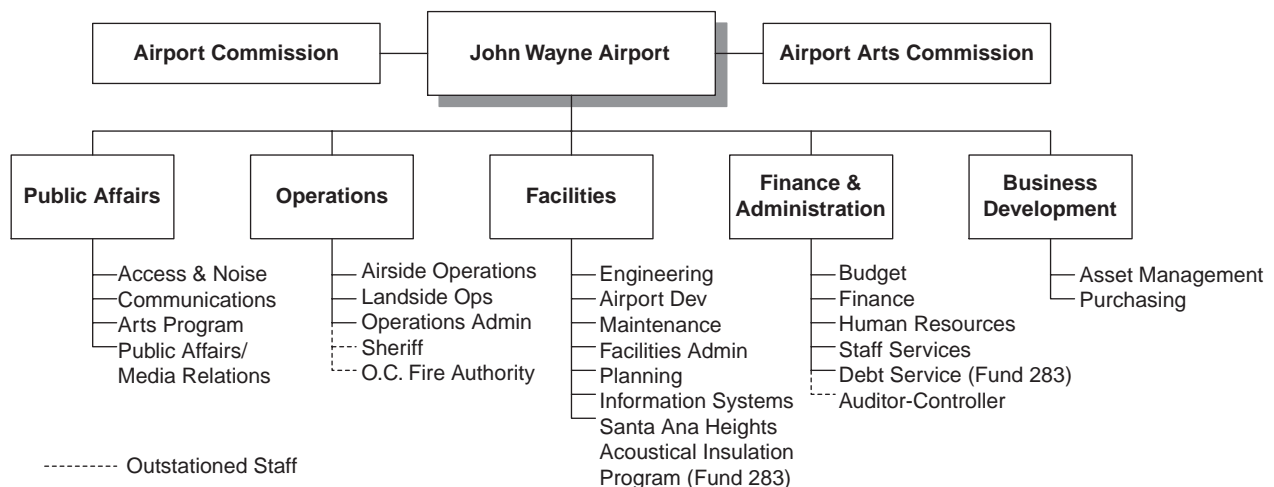 Airport Commission
John Wayne Airport
Airport Arts Commission
Public Affairs
Operations
Facilities
Finance &
Administration
Business
Development
Access & Noise
Communications
Arts Program
Public Affairs/
Media Relations
Airside Operations
Landside Ops
Operations Admin
Sheriff
O.C. Fire Authority
Engineering
Airport Dev
Maintenance
Facilities Admin
Planning
Information Systems
Santa Ana Heights
Acoustical Insulation
Program (Fund 283)
Budget
Finance
Human Resources
Staff Services
Debt Service (Fund 283)
Auditor-Controller
Asset Management
Purchasing
Outstationed Staff